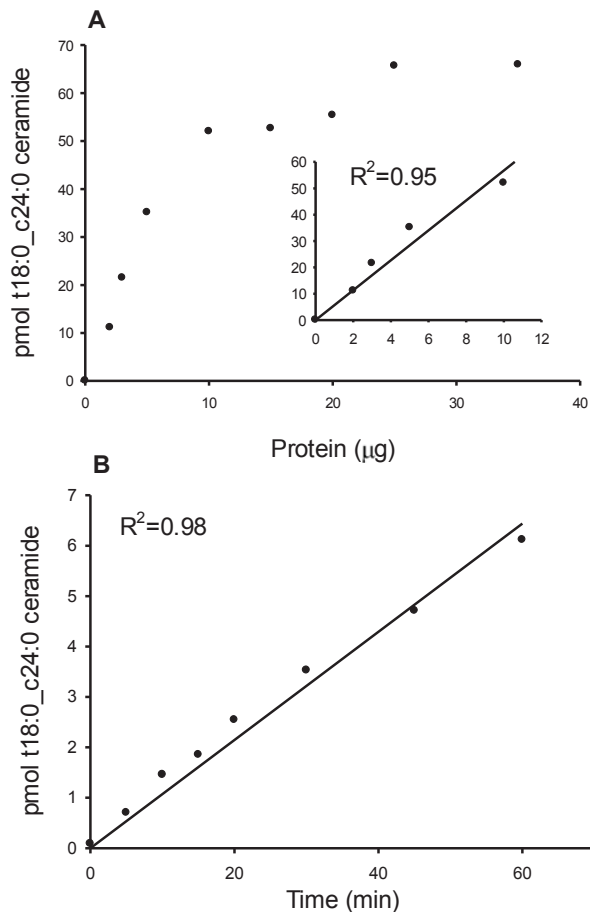 A
pmol t18:0_c24:0 ceramide
70
60
50
40
30
20
10
0
0 10 20 30 40
Protein (μg)
R²=0.95
60
50
40
30
20
10
0
0 2 4 6 8 10 12
B
pmol t18:0_c24:0 ceramide
R²=0.98
7
6
5
4
3
2
1
0
0 20 40 60
Time (min)